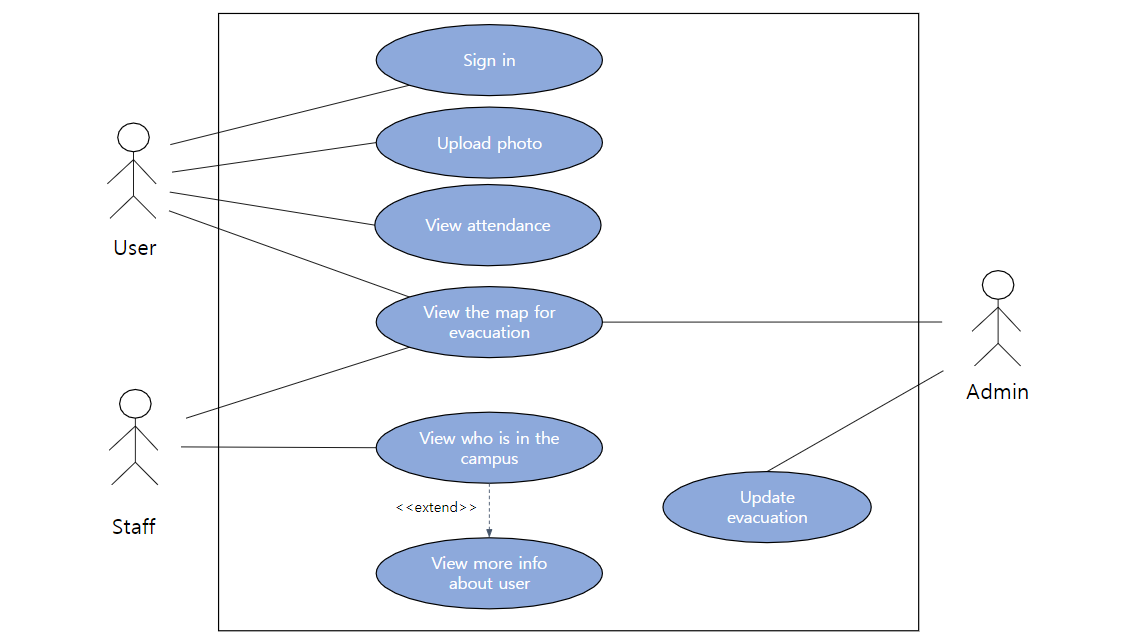 Sign in
Upload photo
User
View attendance
View the map for
evacuation
Admin
View who is in the
campus
Staff
<<extend>>
Update
evacuation
View more info
about user